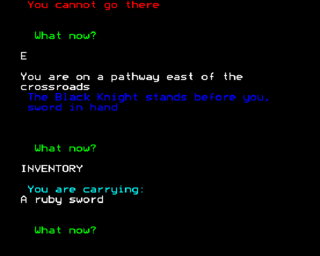 You cannot go there
What now?
E
You are on a pathway east of the
crossroads
The Black Knight stands before you,
sword in hand
What now?
INVENTORY
You are carrying:
A ruby sword
What now?